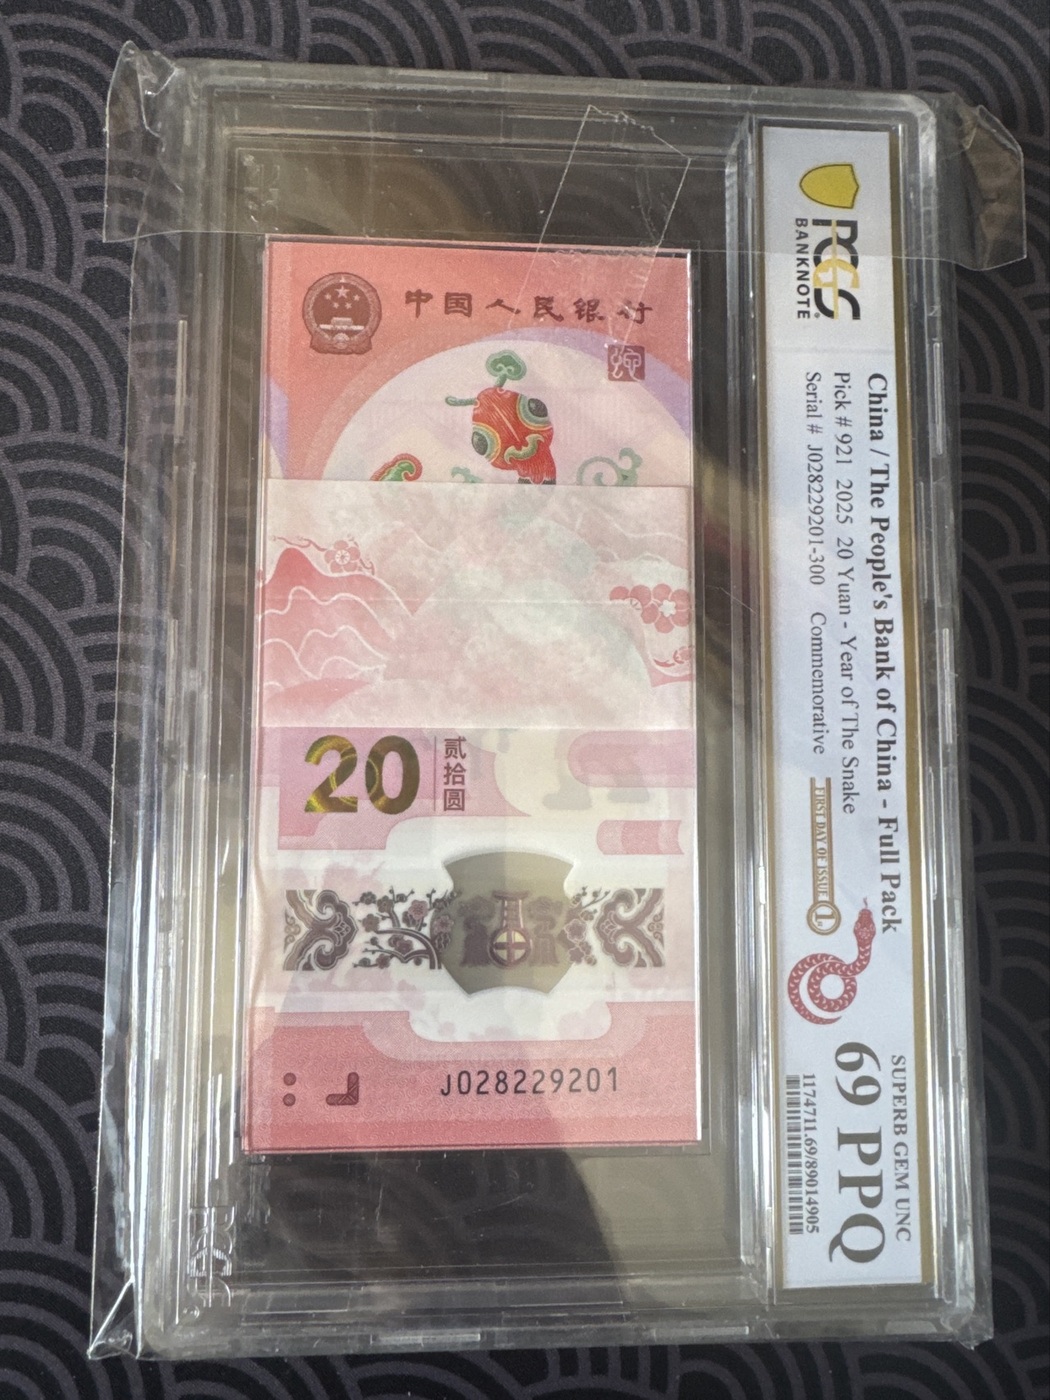 PCGS
BANKNOTE
China / The People's Bank of China - Full Pack
Pick # 921 2025 20 Yuan - Year of The Snake
Serial # J028229201-300 Commemorative
FIRST DAY OF ISSUE
SUPERB GEM UNC
69 PPQ
1174711.69/89014905
中国人民银行
20
贰拾圆
J028229201